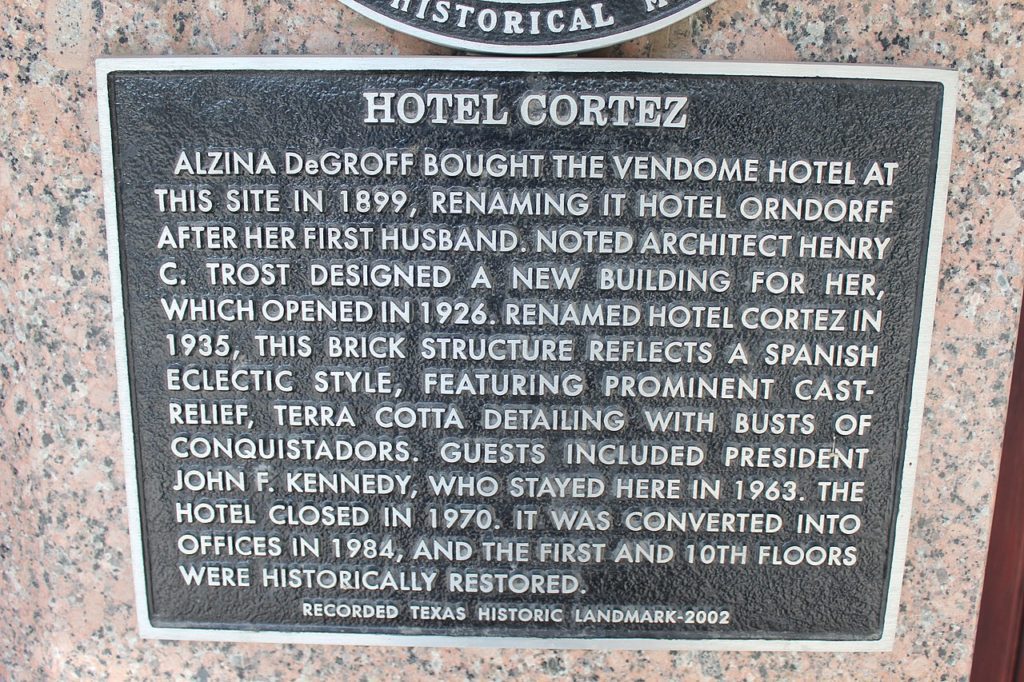 HISTORICAL
HOTEL CORTEZ
ALZINA DeGROFF BOUGHT THE VENDOME HOTEL AT
THIS SITE IN 1899, RENAMING IT HOTEL ORNDORFF
AFTER HER FIRST HUSBAND. NOTED ARCHITECT HENRY
C. TROST DESIGNED A NEW BUILDING FOR HER,
WHICH OPENED IN 1926. RENAMED HOTEL CORTEZ IN
1935, THIS BRICK STRUCTURE REFLECTS A SPANISH
ECLECTIC STYLE, FEATURING PROMINENT CAST-
RELIEF, TERRA COTTA DETAILING WITH BUSTS OF
CONQUISTADORS. GUESTS INCLUDED PRESIDENT
JOHN F. KENNEDY, WHO STAYED HERE IN 1963. THE
HOTEL CLOSED IN 1970. IT WAS CONVERTED INTO
OFFICES IN 1984, AND THE FIRST AND 10TH FLOORS
WERE HISTORICALLY RESTORED.
RECORDED TEXAS HISTORIC LANDMARK-2002